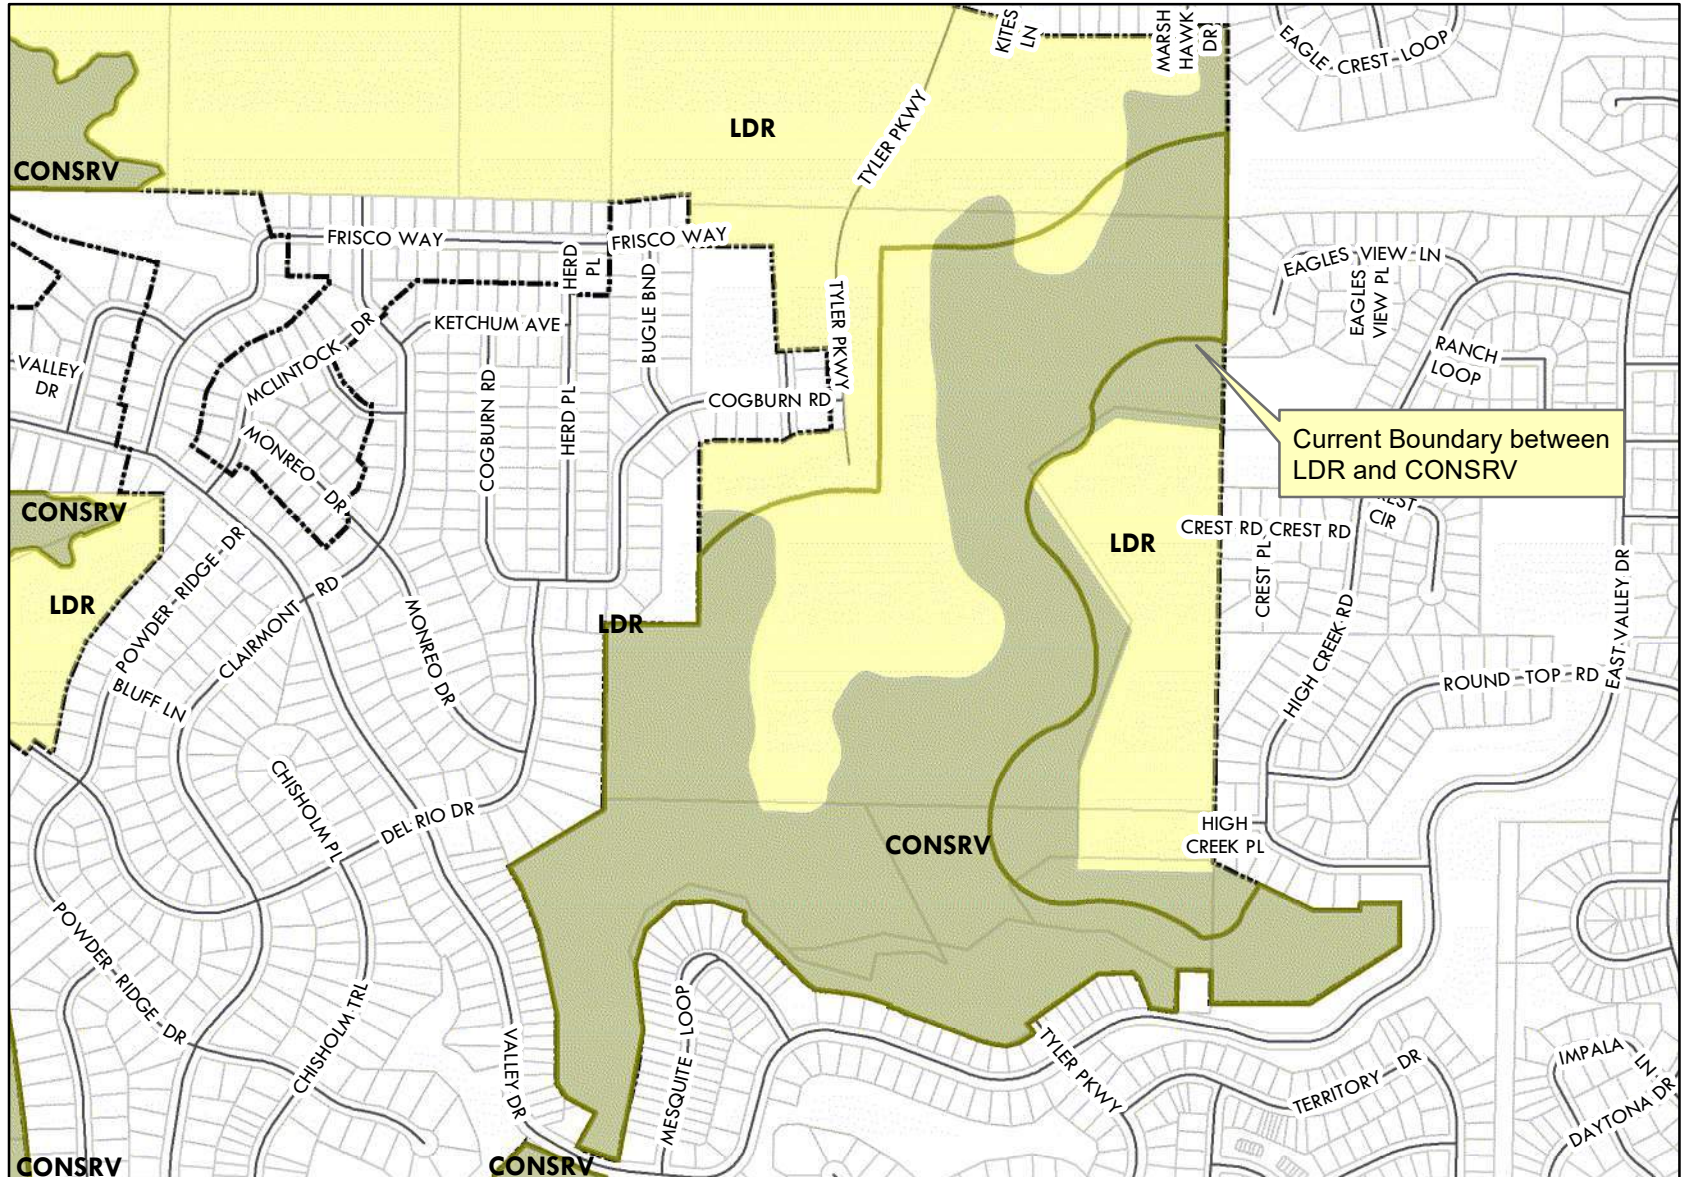 KITES
LN
MARSH
HAWK
DR
EAGLE CREST LOOP
LDR
TYLER PKWY
CONSRV
FRISCO WAY
FRISCO WAY
HERD
PL
BUGLE BND
EAGLES VIEW LN
EAGLES
VIEW PL
TYLER PKWY
KETCHUM AVE
MCLINTOCK DR
VALLEY
DR
RANCH
LOOP
COGBURN RD
COGBURN RD
HERD PL
Current Boundary between
LDR and CONSRV
MONREO DR
CONSRV
CIR
CREST RD
CREST RD
CREST PL
LDR
POWDER RIDGE DR
CLAIRMONT RD
LDR
LDR
MONREO DR
BLUFF LN
HIGH CREEK RD
ROUND TOP RD
EAST VALLEY DR
CHISHOLM PL
DEL RIO DR
CONSRV
HIGH
CREEK PL
POWDER RIDGE DR
CHISHOLM TRL
VALLEY DR
MESQUITE LOOP
TYLER PKWY
TERRITORY DR
IMPALA LN
DAYTONA DR
CONSRV
CONSRV